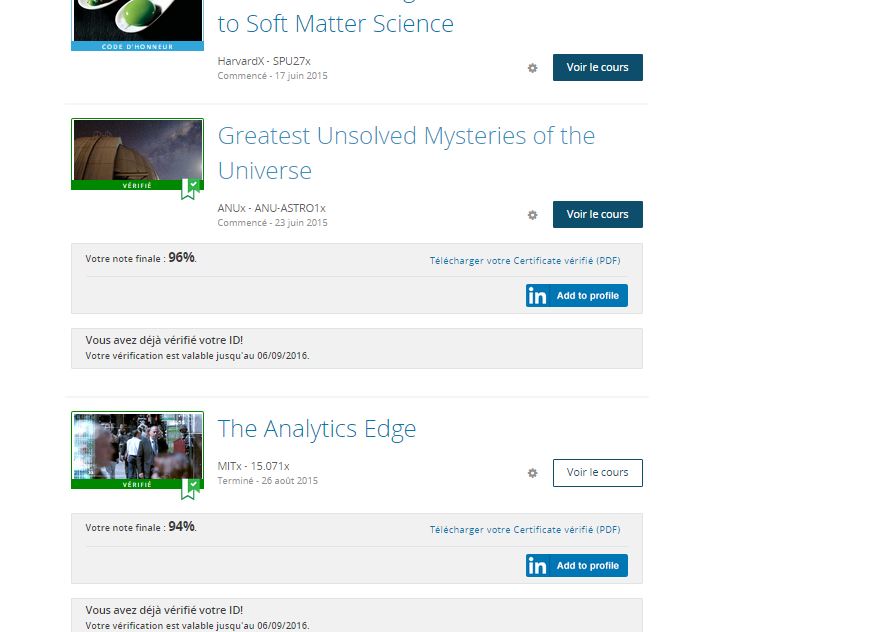 to Soft Matter Science
CODE D'HONNEUR
HarvardX - SPU27x
Commencé - 17 juin 2015
Voir le cours
Greatest Unsolved Mysteries of the
Universe
VÉRIFIÉ
ANUx - ANU-ASTRO1x
Commencé - 23 juin 2015
Voir le cours
Votre note finale : 96%.
Télécharger votre Certificate vérifié (PDF)
in Add to profile
Vous avez déjà vérifié votre ID!
Votre vérification est valable jusqu'au 06/09/2016.
The Analytics Edge
VÉRIFIÉ
MITx - 15.071x
Terminé - 26 août 2015
Voir le cours
Votre note finale : 94%.
Télécharger votre Certificate vérifié (PDF)
in Add to profile
Vous avez déjà vérifié votre ID!
Votre vérification est valable jusqu'au 06/09/2016.